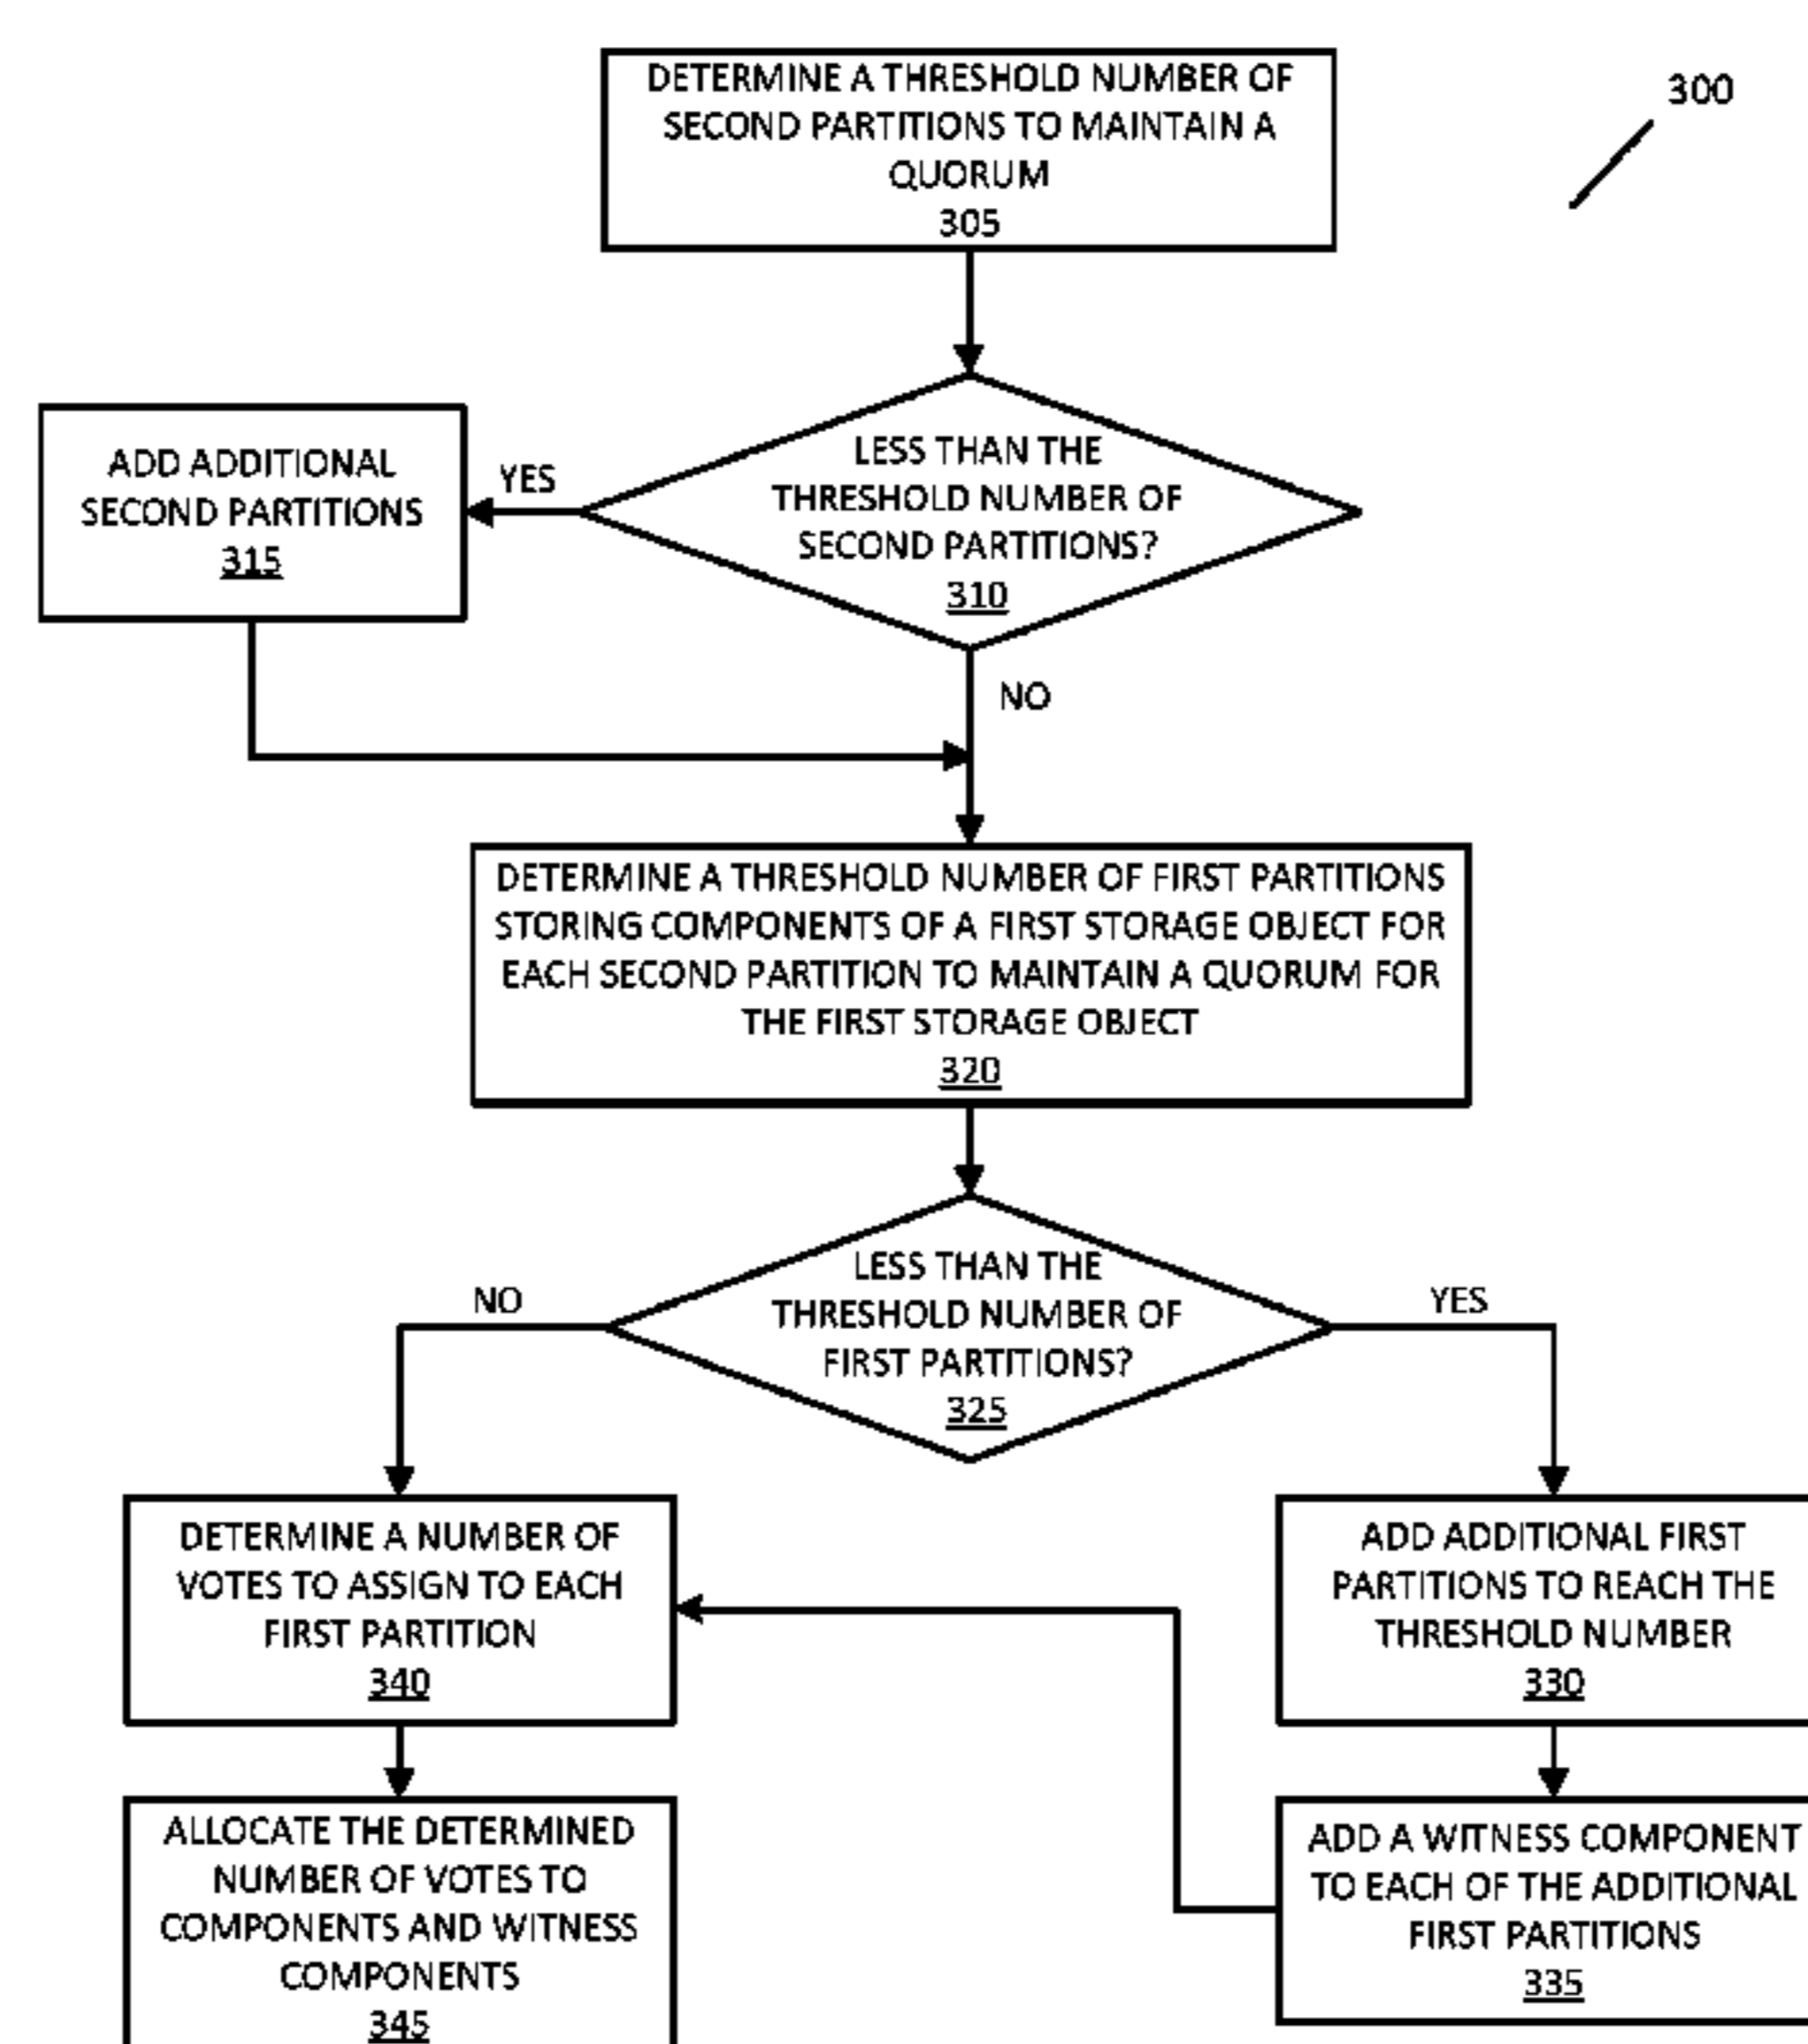 DETERMINE A THRESHOLD NUMBER OF
SECOND PARTITIONS TO MAINTAIN A
QUORUM
305
300
LESS THAN THE
THRESHOLD NUMBER OF
SECOND PARTITIONS?
310
YES
ADD ADDITIONAL
SECOND PARTITIONS
315
NO
DETERMINE A THRESHOLD NUMBER OF FIRST PARTITIONS
STORING COMPONENTS OF A FIRST STORAGE OBJECT FOR
EACH SECOND PARTITION TO MAINTAIN A QUORUM FOR
THE FIRST STORAGE OBJECT
320
LESS THAN THE
THRESHOLD NUMBER OF
FIRST PARTITIONS?
325
NO
YES
DETERMINE A NUMBER OF
VOTES TO ASSIGN TO EACH
FIRST PARTITION
340
ADD ADDITIONAL FIRST
PARTITIONS TO REACH THE
THRESHOLD NUMBER
330
ALLOCATE THE DETERMINED
NUMBER OF VOTES TO
COMPONENTS AND WITNESS
COMPONENTS
345
ADD A WITNESS COMPONENT
TO EACH OF THE ADDITIONAL
FIRST PARTITIONS
335